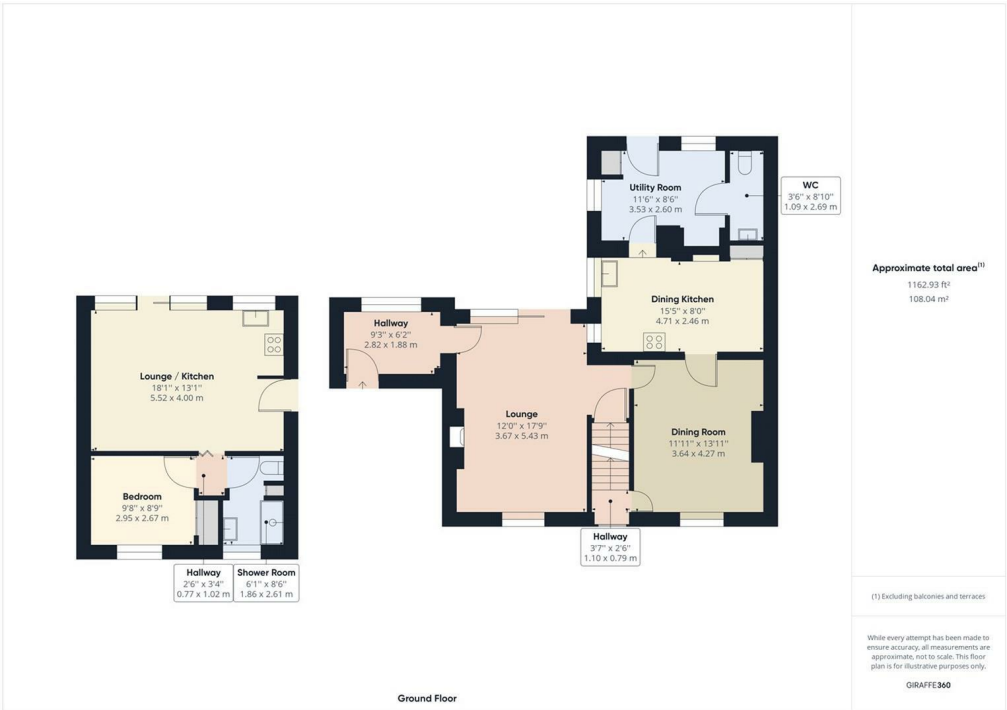 Utility Room
11'6" x 8'6"
3.53 x 2.60 m
WC
3'6" x 8'10"
1.09 x 2.69 m
Dining Kitchen
15'5" x 8'0"
4.71 x 2.46 m
Hallway
9'3" x 6'2"
2.82 x 1.88 m
Lounge / Kitchen
18'1" x 13'1"
5.52 x 4.00 m
Lounge
12'0" x 17'9"
3.67 x 5.43 m
Dining Room
11'11" x 13'11"
3.64 x 4.27 m
Bedroom
9'8" x 8'9"
2.95 x 2.67 m
Hallway
3'7" x 2'6"
1.10 x 0.79 m
Hallway
2'6" x 3'4"
0.77 x 1.02 m
Shower Room
6'1" x 8'6"
1.86 x 2.61 m
Ground Floor
Approximate total area(1)
1162.93 ft²
108.04 m²
(1) Excluding balconies and terraces
While every attempt has been made to
ensure accuracy, all measurements are
approximate, not to scale. This floor
plan is for illustrative purposes only.
GIRAFFE360